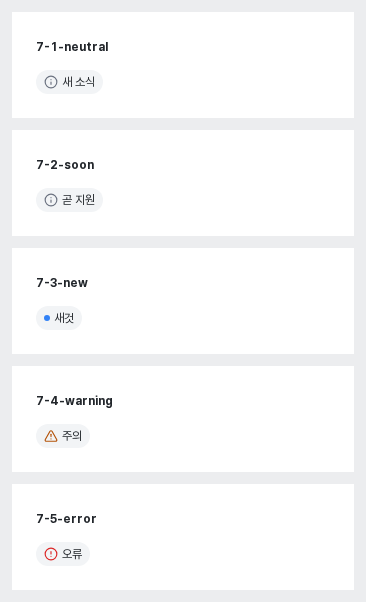 7-1-neutral
새 소식
7-2-soon
곧 지원
7-3-new
새것
7-4-warning
주의
7-5-error
오류